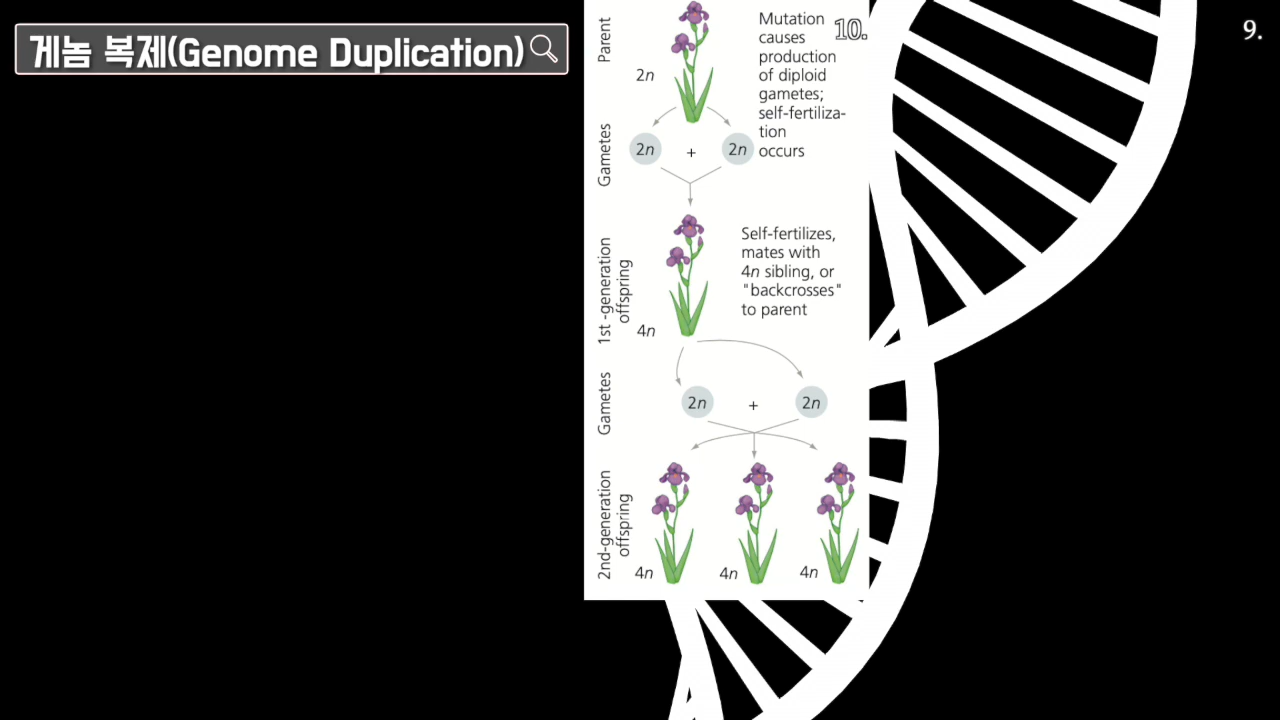 게놈 복제(Genome Duplication)
9.
10.
Parent
2n
Mutation
causes
production
of diploid
gametes;
self-fertiliza-
tion
occurs
Gametes
2n + 2n
1st -generation
offspring
4n
Self-fertilizes,
mates with
4n sibling, or
"backcrosses"
to parent
Gametes
2n + 2n
2nd-generation
offspring
4n 4n 4n